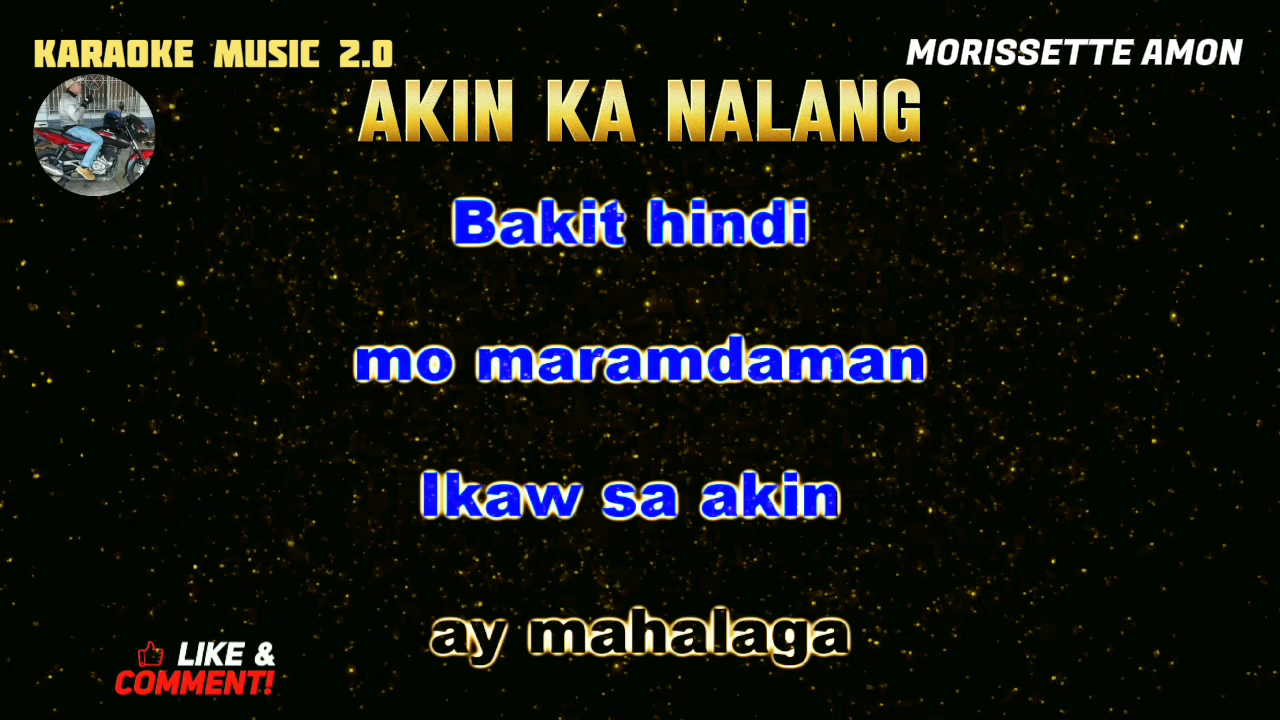 KARAOKE MUSIC 2.0
MORISSETTE AMON
AKIN KA NALANG
Bakit hindi
mo maramdaman
Ikaw sa akin
ay mahalaga
LIKE &
COMMENT!